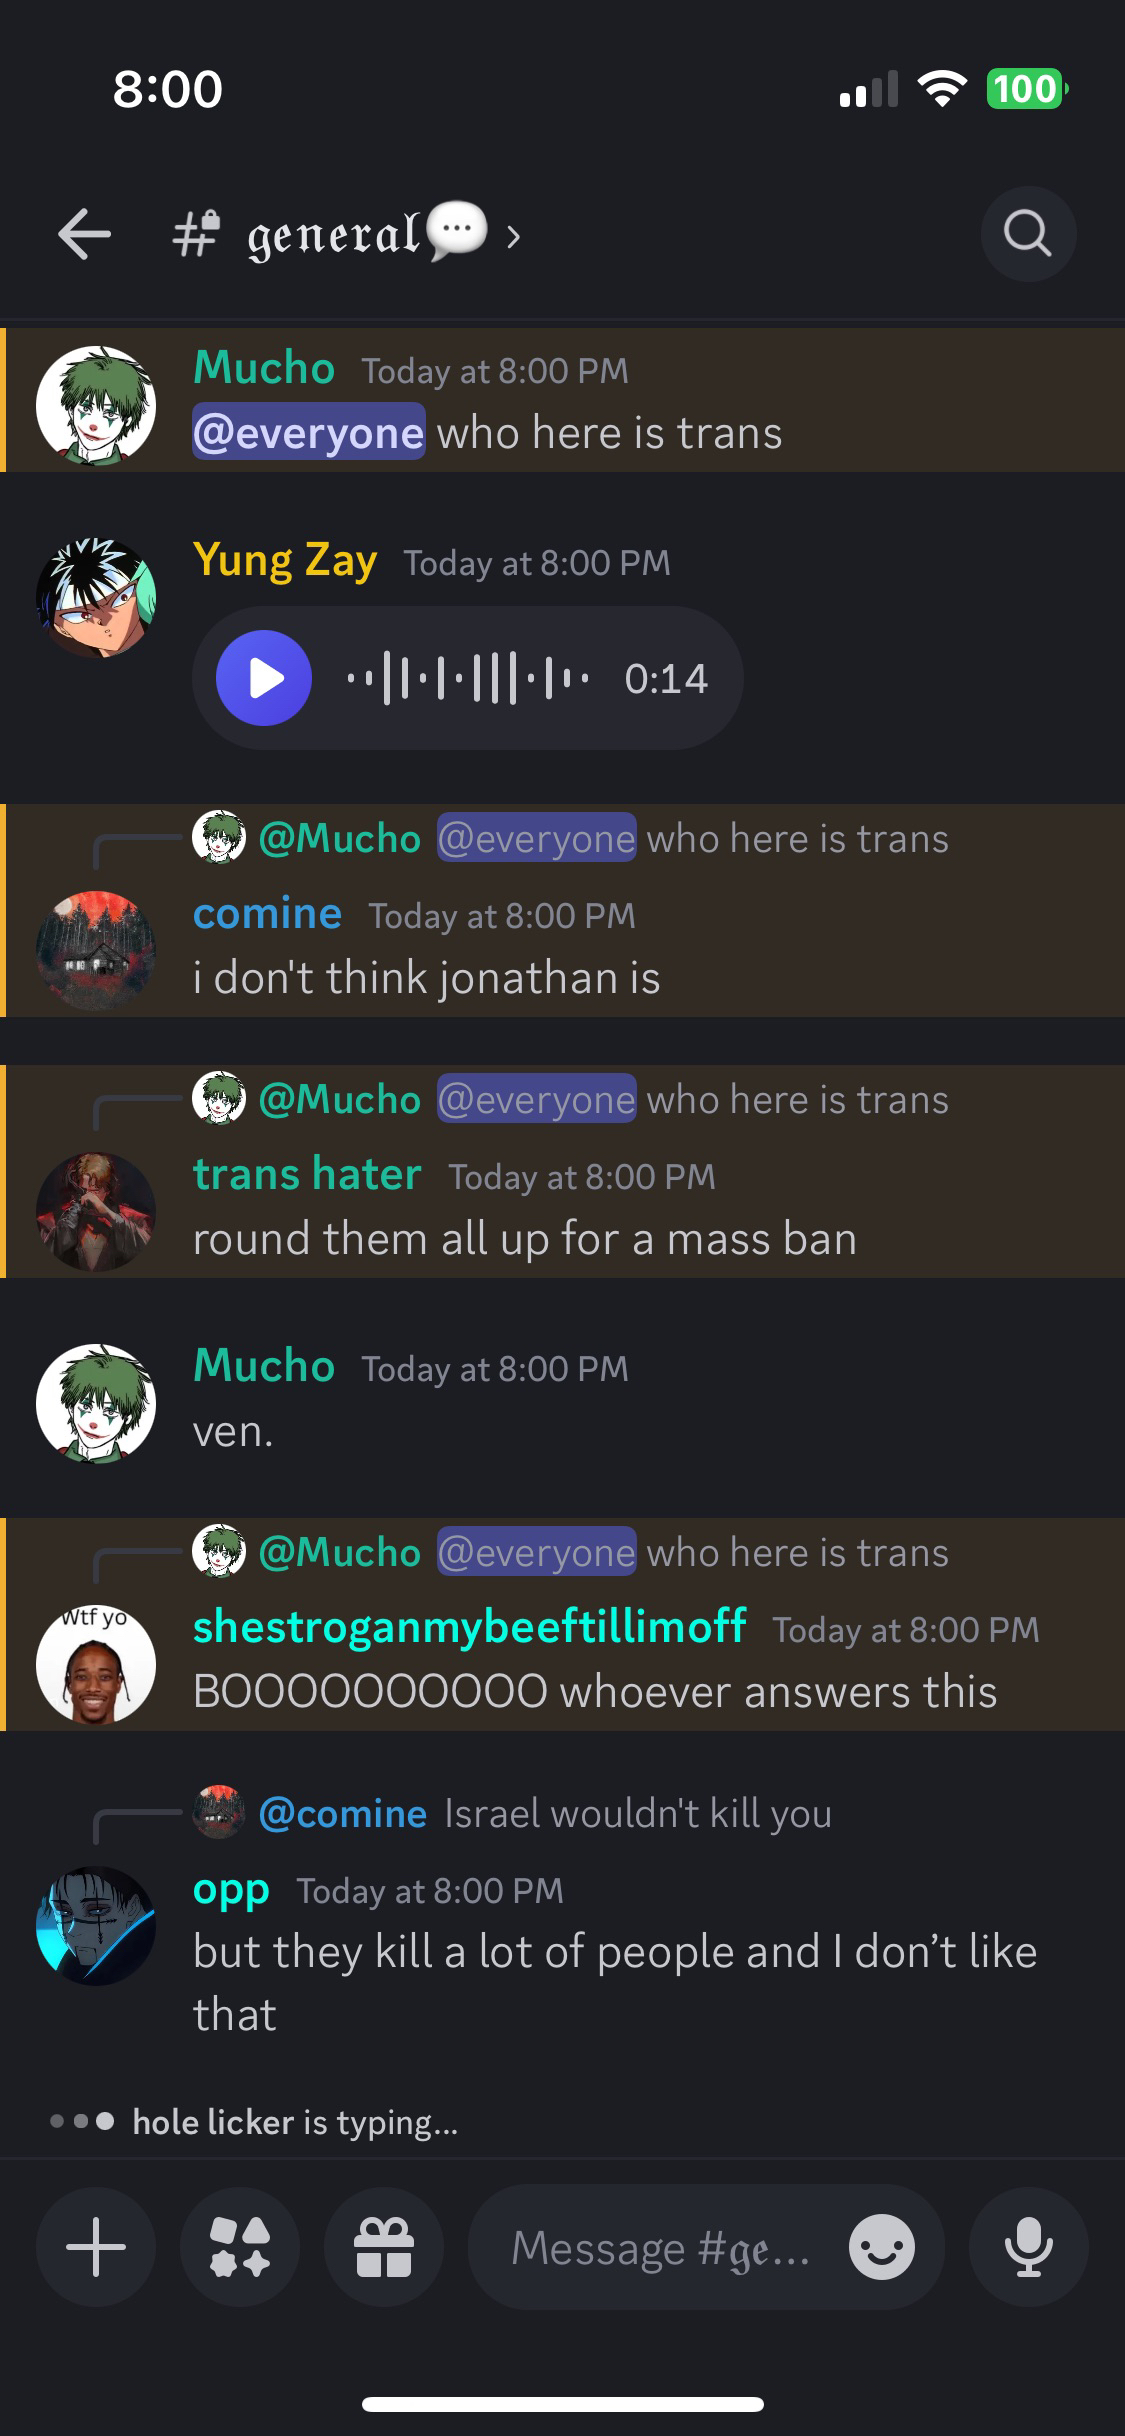 8:00
100
general💬 ›
Mucho Today at 8:00 PM
@everyone who here is trans
Yung Zay Today at 8:00 PM
0:14
@Mucho @everyone who here is trans
comine Today at 8:00 PM
i don't think jonathan is
@Mucho @everyone who here is trans
trans hater Today at 8:00 PM
round them all up for a mass ban
Mucho Today at 8:00 PM
ven.
@Mucho @everyone who here is trans
Wtf yo
shestroganmybeeftillimoff Today at 8:00 PM
BOOOOOOOOOO whoever answers this
@comine Israel wouldn't kill you
opp Today at 8:00 PM
but they kill a lot of people and I don’t like
that
hole licker is typing...
Message #ge...